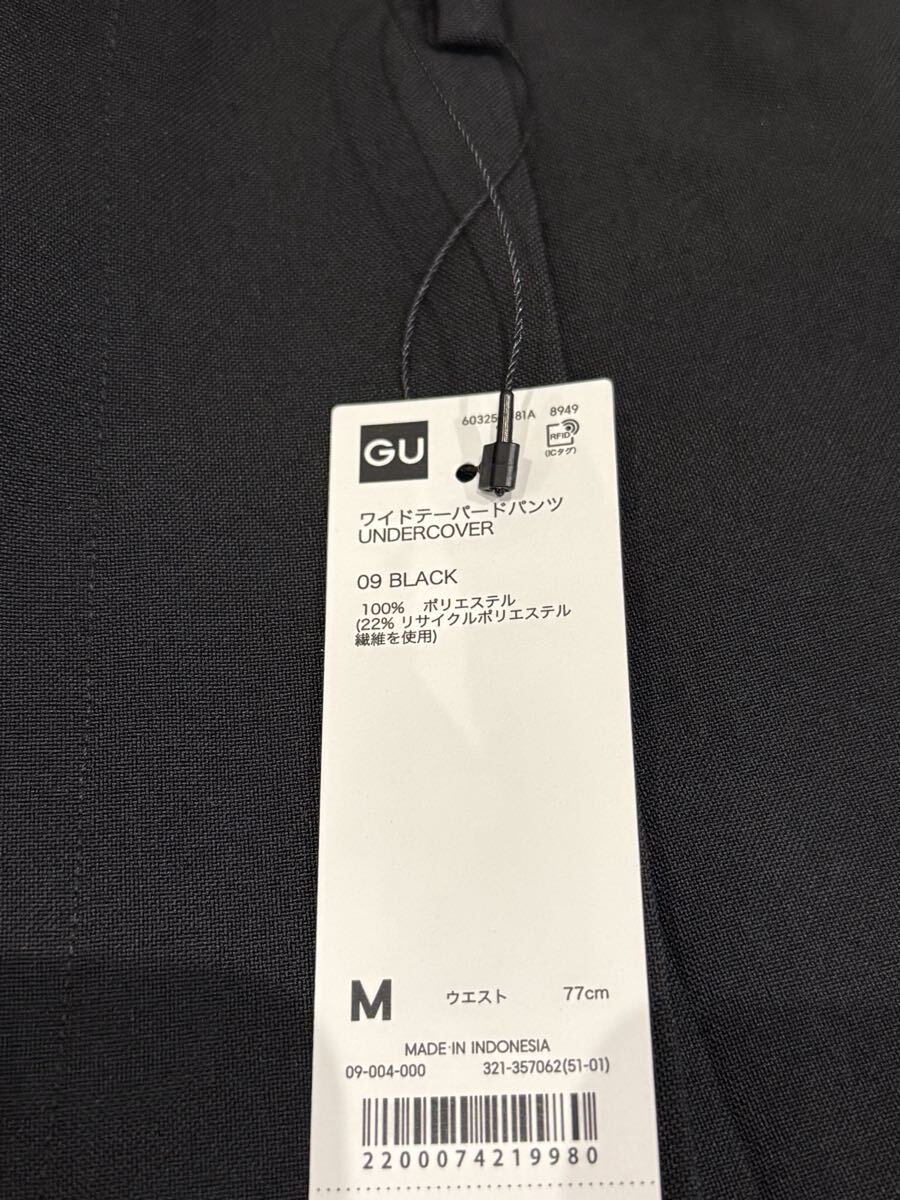 81A 8949
GU
RFID
(ICタグ)
ワイドテーパードパンツ
UNDERCOVER
09 BLACK
100% ポリエステル
(22% リサイクルポリエステル
繊維を使用)
M ウエスト 77cm
MADE IN INDONESIA
09-004-000 321-357062(51-01)
2200074219980